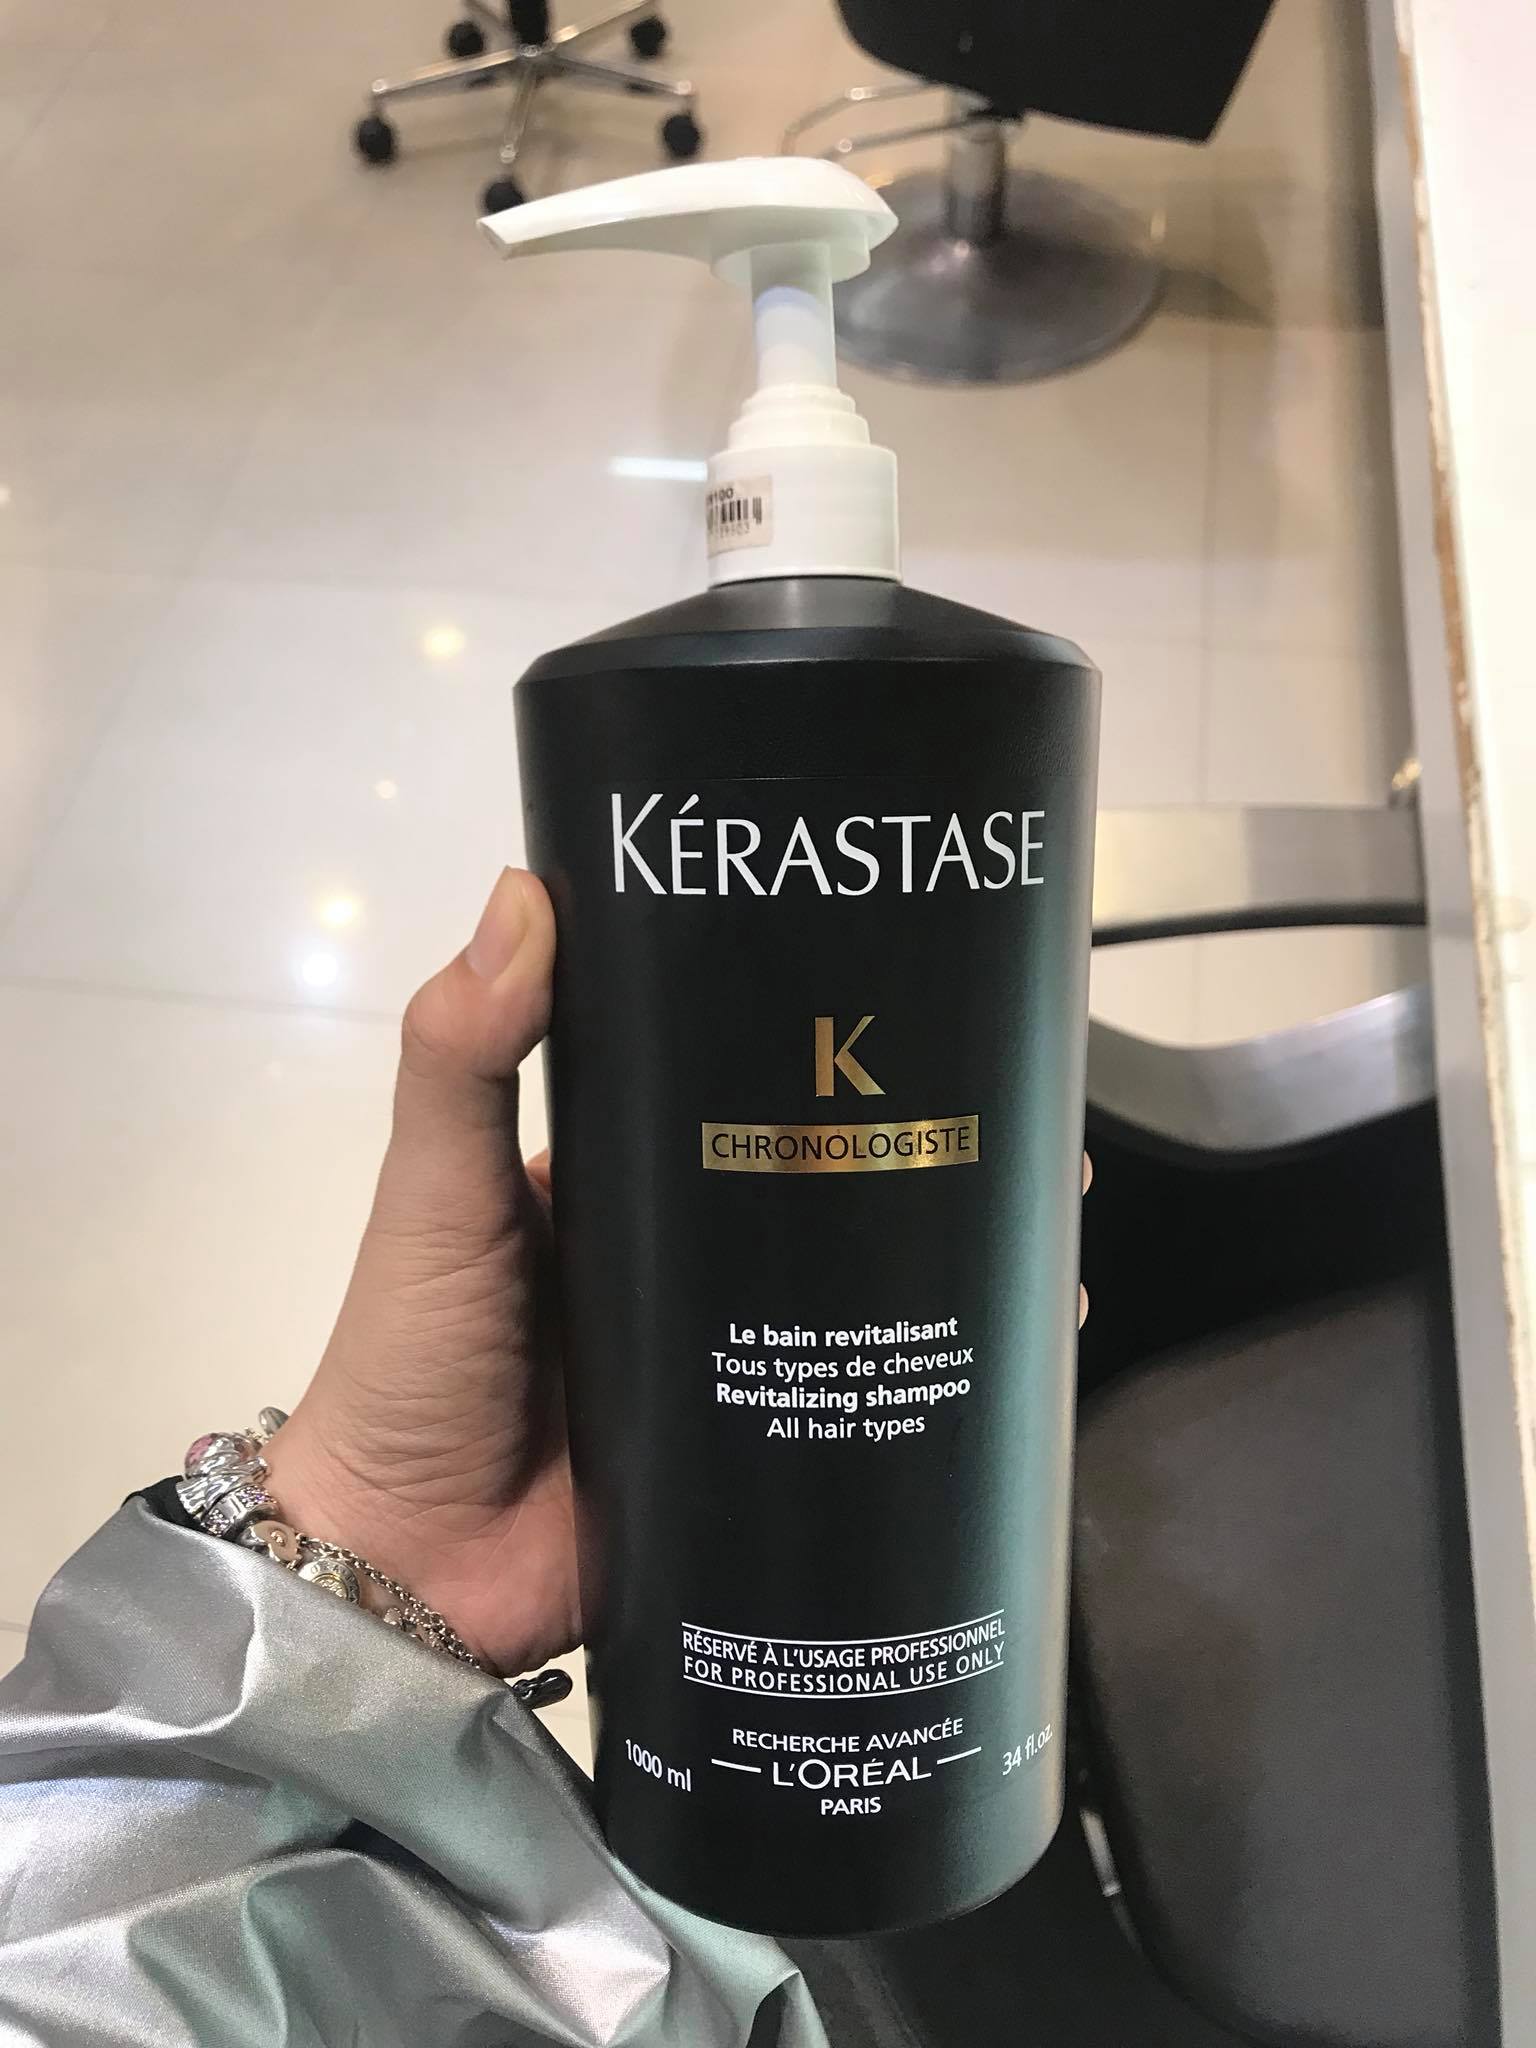 KÉRASTASE
K
CHRONOLOGISTE
Le bain revitalisant
Tous types de cheveux
Revitalizing shampoo
All hair types
RÉSERVÉ À L'USAGE PROFESSIONNEL
FOR PROFESSIONAL USE ONLY
RECHERCHE AVANCÉE
1000 ml L'ORÉAL 34 fl.oz.
PARIS